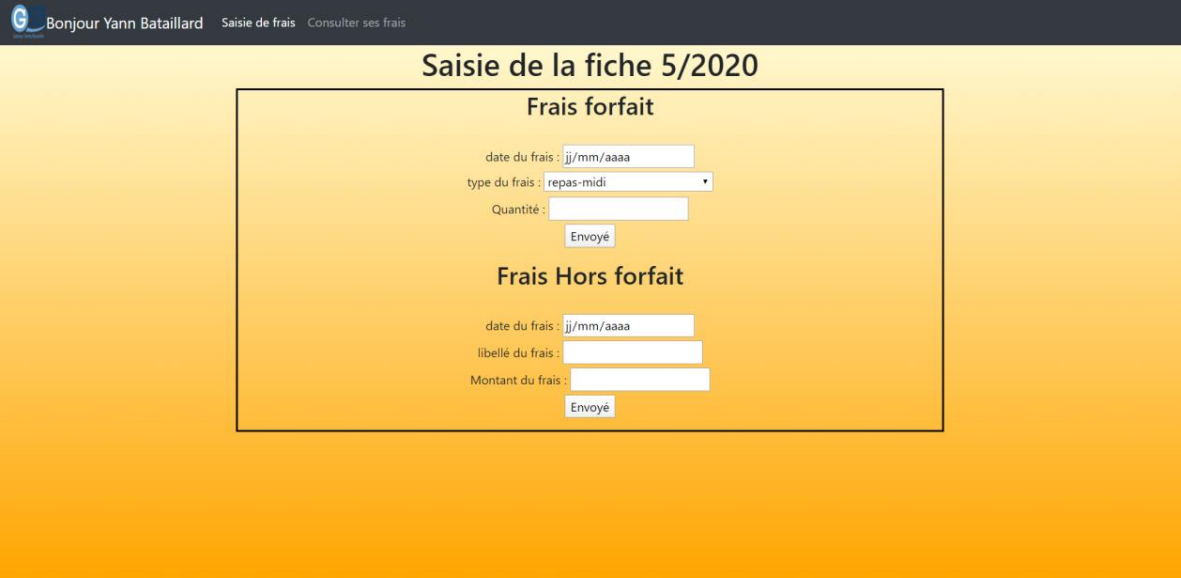 G
Bonjour Yann Bataillard Saisie de frais Consulter ses frais
Saisie de la fiche 5/2020
Frais forfait
date du frais : jj/mm/aaaa
type du frais : repas-midi
Quantité :
Envoyé
Frais Hors forfait
date du frais : jj/mm/aaaa
libellé du frais :
Montant du frais :
Envoyé